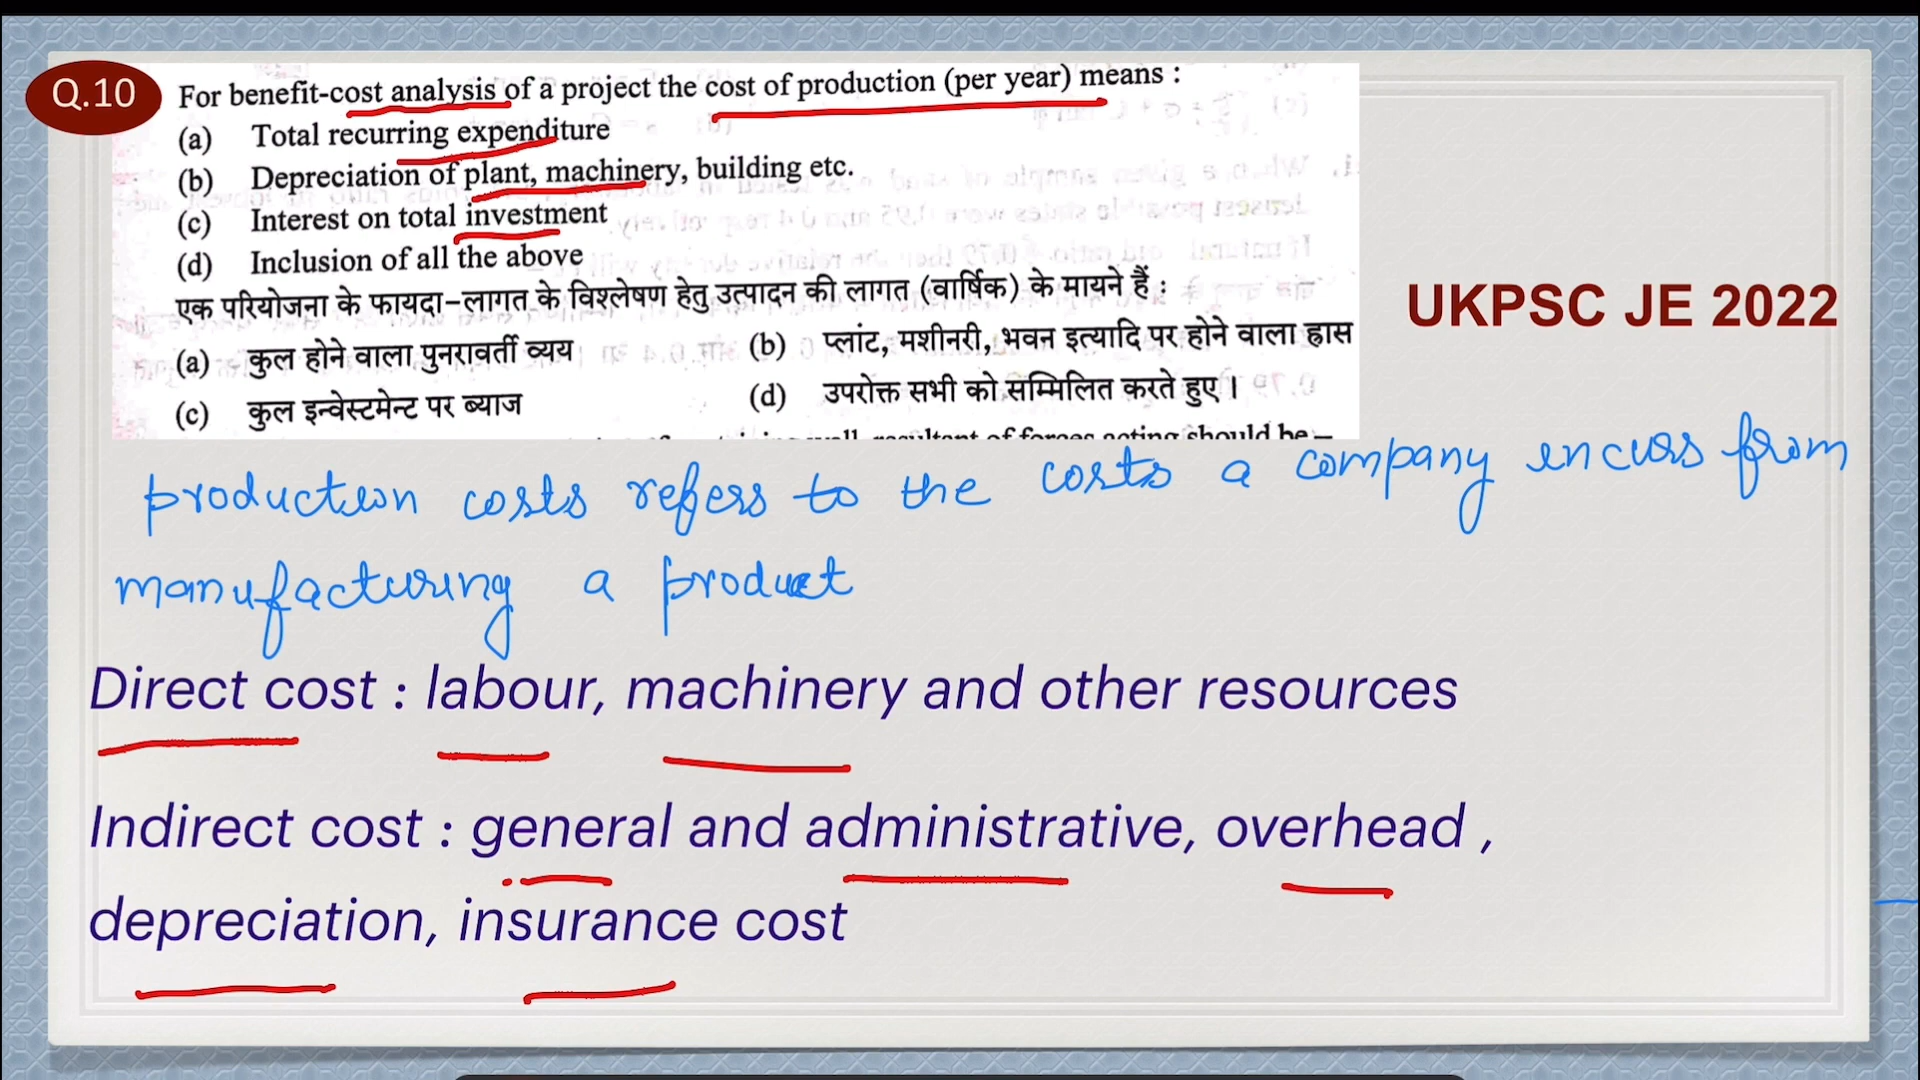 Q.10
For benefit-cost analysis of a project the cost of production (per year) means :
(a) Total recurring expenditure
(b) Depreciation of plant, machinery, building etc.
(c) Interest on total investment
(d) Inclusion of all the above
एक परियोजना के फायदा–लागत के विश्लेषण हेतु उत्पादन की लागत (वार्षिक) के मायने हैं :
(a) कुल होने वाला पुनरावर्ती व्यय (b) प्लांट, मशीनरी, भवन इत्यादि पर होने वाला ह्रास
(c) कुल इन्वेस्टमेन्ट पर ब्याज (d) उपरोक्त सभी को सम्मिलित करते हुए ।
UKPSC JE 2022
production costs refers to the costs a company encurs from
manufacturing a product
Direct cost : labour, machinery and other resources
Indirect cost : general and administrative, overhead ,
depreciation, insurance cost